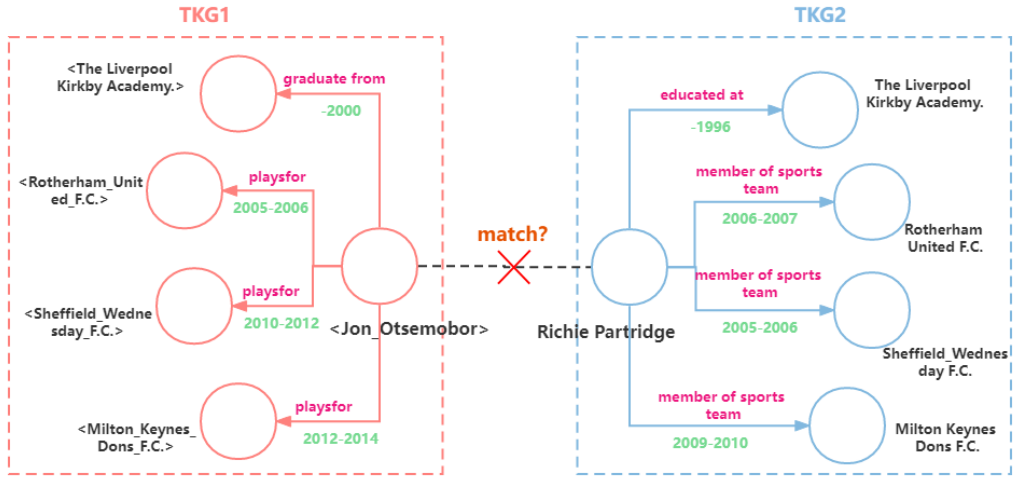 TKG1
TKG2
<The Liverpool
Kirkby Academy.>
graduate from
-2000
<Rotherham_Unit
ed_F.C.>
playsfor
2005-2006
<Sheffield_Wedne
sday_F.C.>
playsfor
2010-2012
<Jon_Otsemobor>
<Milton_Keynes_
Dons_F.C.>
playsfor
2012-2014
match?
Richie Partridge
educated at
-1996
The Liverpool
Kirkby Academy.
member of sports
team
2006-2007
Rotherham
United F.C.
member of sports
team
2005-2006
Sheffield_Wednes
day F.C.
member of sports
team
2009-2010
Milton Keynes
Dons F.C.